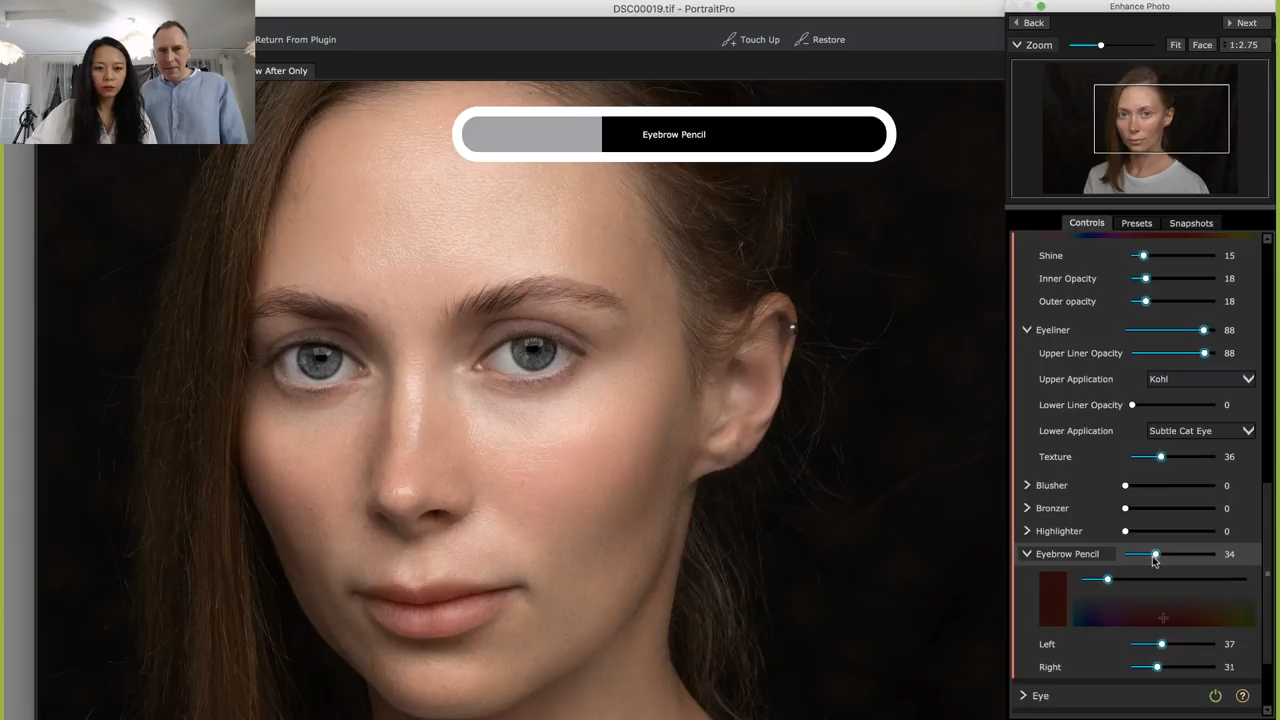 DSC00019.tif - PortraitPro
Enhance Photo
Return From Plugin
Touch Up
Restore
Back
Next
Zoom
Fit
Face
1:2.75
w After Only
Eyebrow Pencil
Controls
Presets
Snapshots
Shine 15
Inner Opacity 18
Outer opacity 18
Eyeliner 88
Upper Liner Opacity 88
Upper Application Kohl
Lower Liner Opacity 0
Lower Application Subtle Cat Eye
Texture 36
Blusher 0
Bronzer 0
Highlighter 0
Eyebrow Pencil 34
Left 37
Right 31
Eye ?